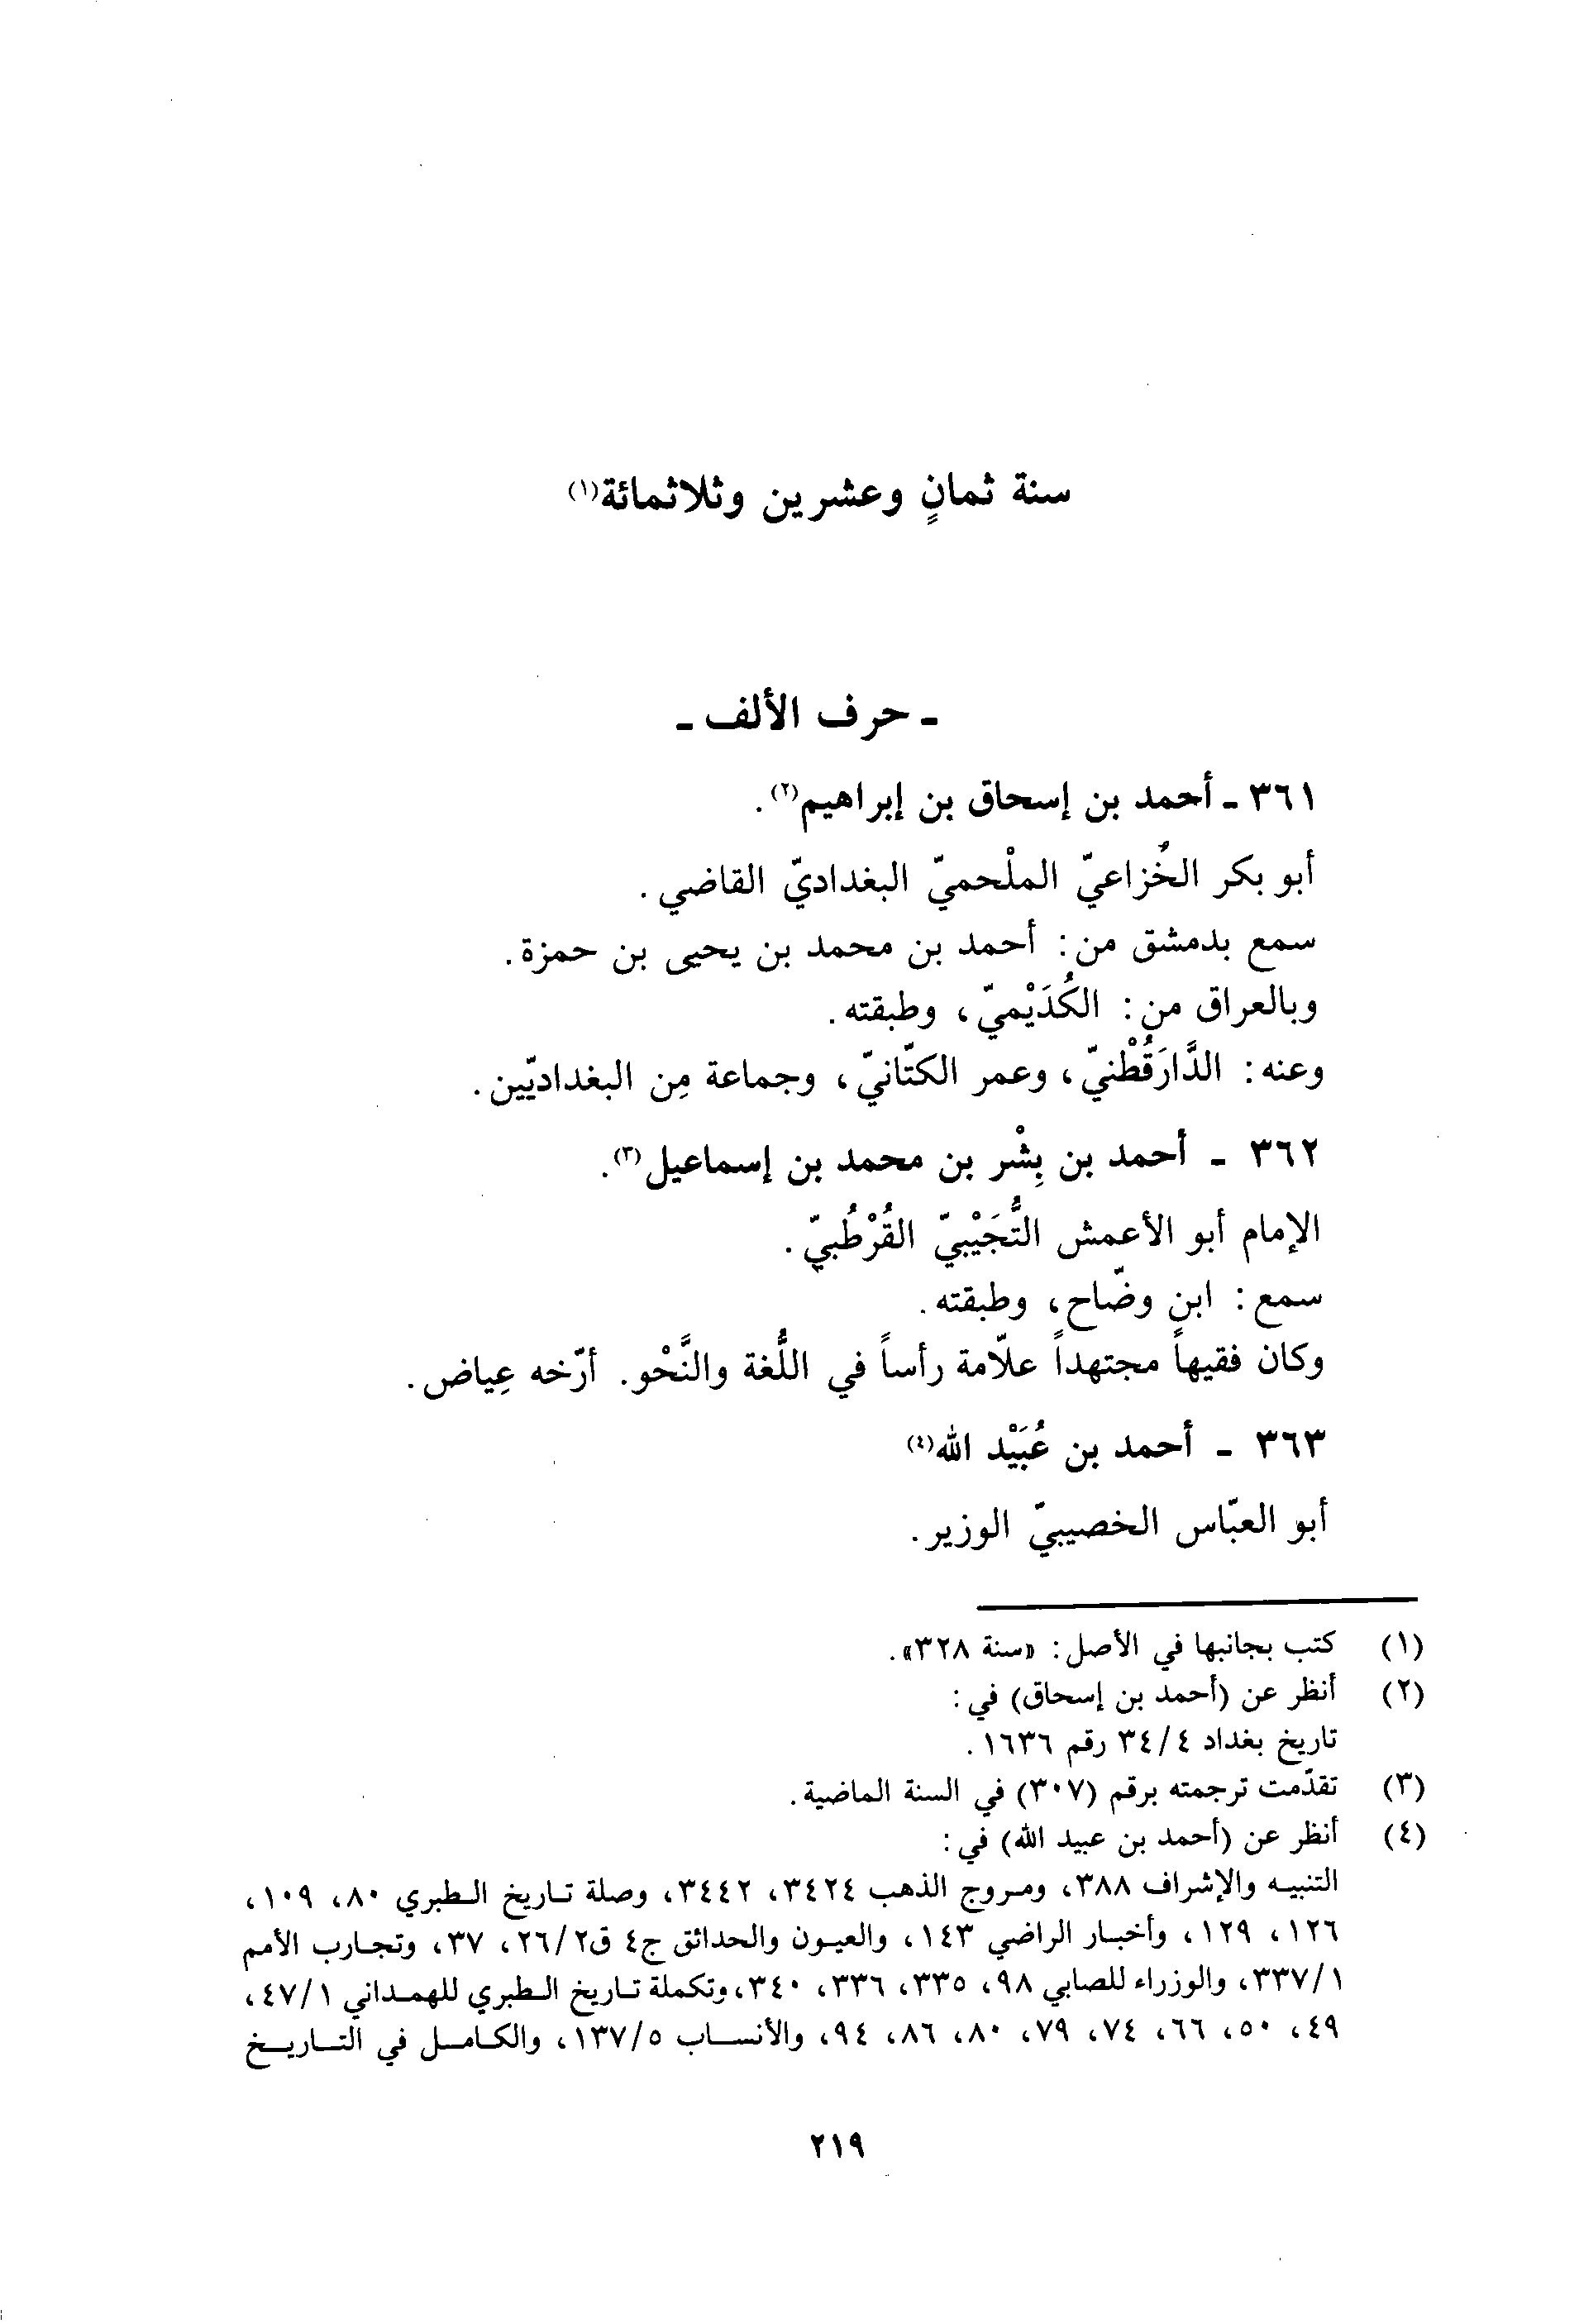 سنة ثمانٍ وعشرين وثلاثمائة(١)
- حرف الألف -
٣٦١ - أحمد بن إسحاق بن إبراهيم(٢).
أبو بكر الخُزاعيّ الملْحميّ البغداديّ القاضي.
سمع بدمشق من: أحمد بن محمد بن يحيى بن حمزة.
وبالعراق من: الكُدَيْميّ، وطبقته.
وعنه: الدَّارَقُطْنيّ، وعمر الكتّانيّ، وجماعة مِن البغداديّين.
٣٦٢ - أحمد بن بِشْر بن محمد بن إسماعيل(٣).
الإمام أبو الأعمش التُّجَيْبيّ القُرْطُبيّ.
سمع: ابن وضّاح، وطبقته.
وكان فقيهاً مجتهداً علاّمة رأساً في اللُّغة والنَّحْو. أرّخه عِياض.
٣٦٣ - أحمد بن عُبَيْد الله(٤)
أبو العبّاس الخصيبيّ الوزير.
(١) كتب بجانبها في الأصل: «سنة ٣٢٨».
(٢) أنظر عن (أحمد بن إسحاق) في:
تاريخ بغداد ٣٤/٤ رقم ١٦٣٦.
(٣) تقدّمت ترجمته برقم (٣٠٧) في السنة الماضية.
(٤) أنظر عن (أحمد بن عبيد الله) في:
التنبيه والإشراف ٣٨٨، ومروج الذهب ٣٤٢٤، ٣٤٤٢، وصلة تاريخ الطبري ٨٠، ١٠٩،
١٢٦، ١٢٩، وأخبار الراضي ١٤٣، والعيون والحدائق ج٤ ق٢٦/٢، ٣٧، وتجارب الأمم
٣٣٧/١، والوزراء للصابي ٩٨، ٣٣٥، ٣٣٦، ٣٤٠، وتكملة تاريخ الطبري للهمداني ٤٧/١،
٤٩، ٥٠، ٦٦، ٧٤، ٧٩، ٨٠، ٨٦، ٩٤، والأنساب ١٣٧/٥، والكامل في التاريخ
٢١٩